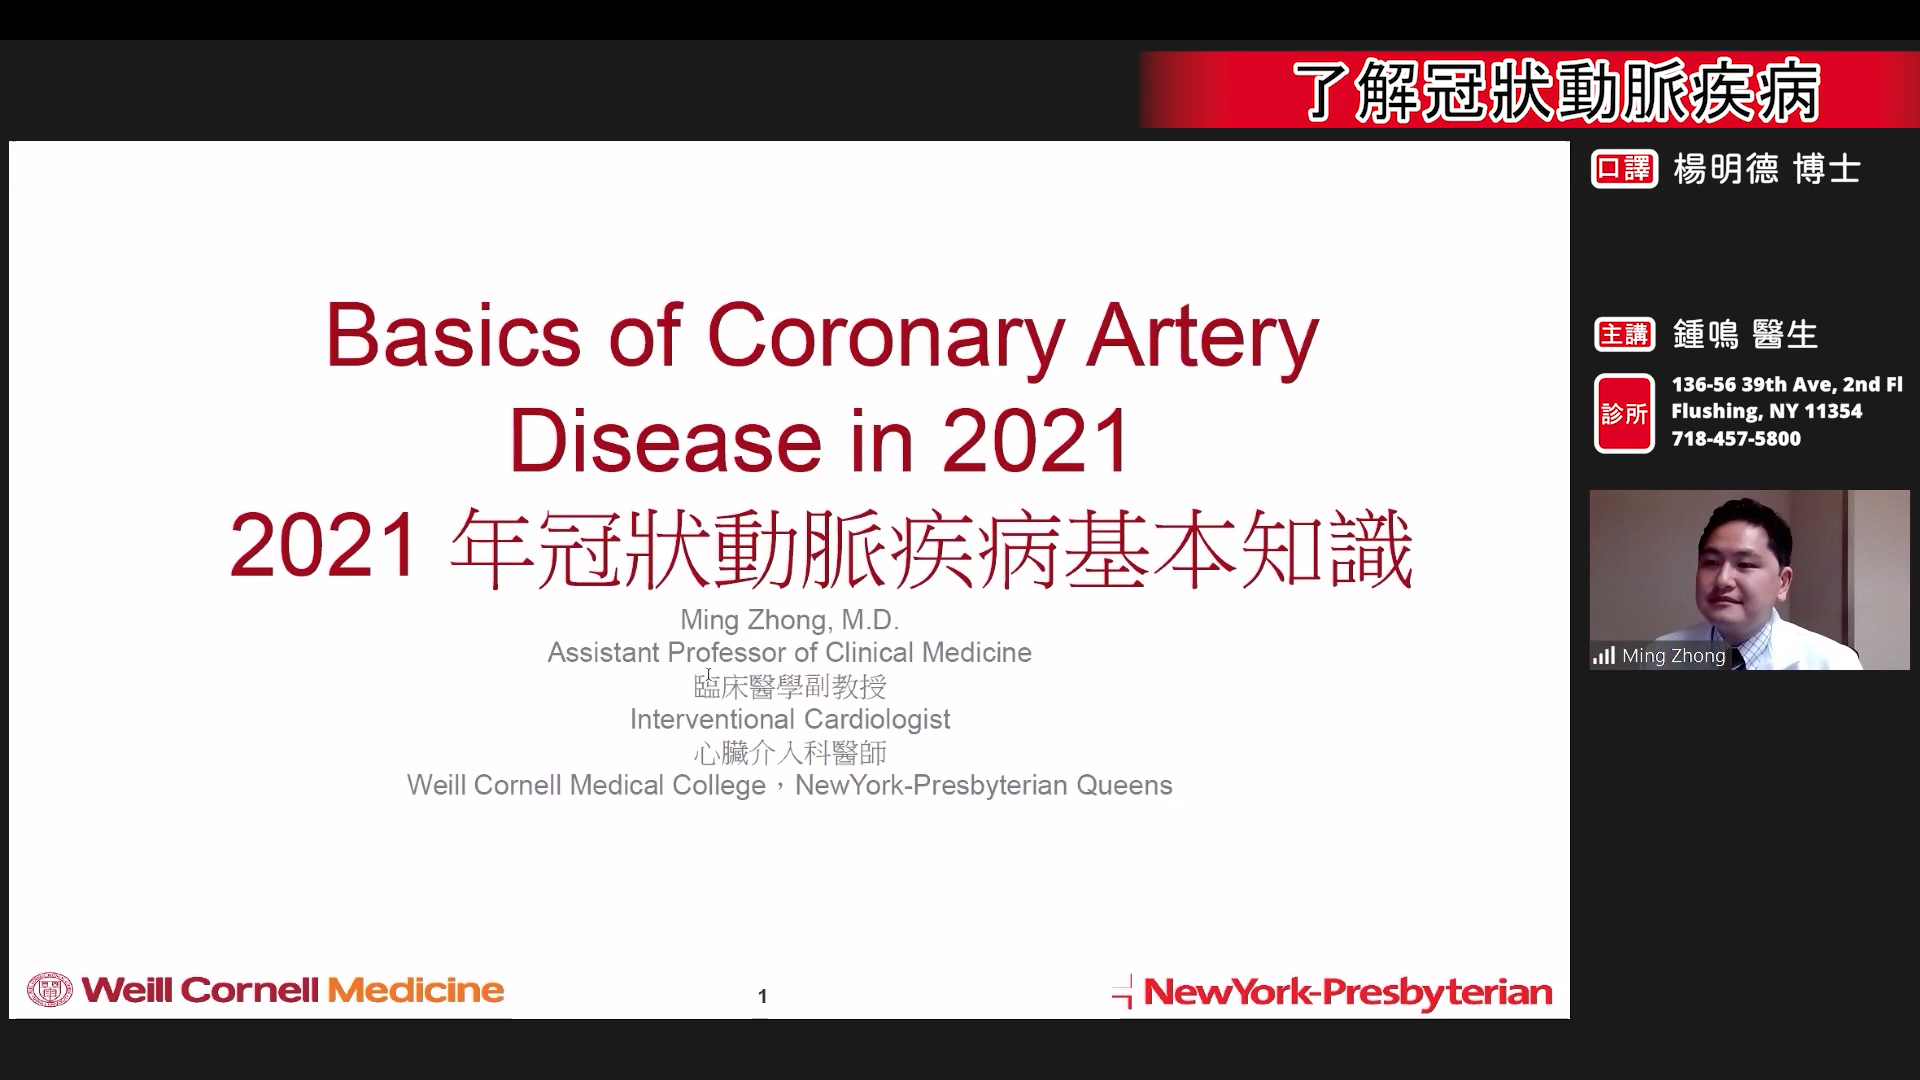 了解冠狀動脈疾病
口譯 楊明德 博士
主講 鍾鳴 醫生
診所
136-56 39th Ave, 2nd Fl
Flushing, NY 11354
718-457-5800
Ming Zhong
Basics of Coronary Artery
Disease in 2021
2021 年冠狀動脈疾病基本知識
Ming Zhong, M.D.
Assistant Professor of Clinical Medicine
臨床醫學副教授
Interventional Cardiologist
心臟介入科醫師
Weill Cornell Medical College，NewYork-Presbyterian Queens
Weill Cornell Medicine
1
NewYork-Presbyterian